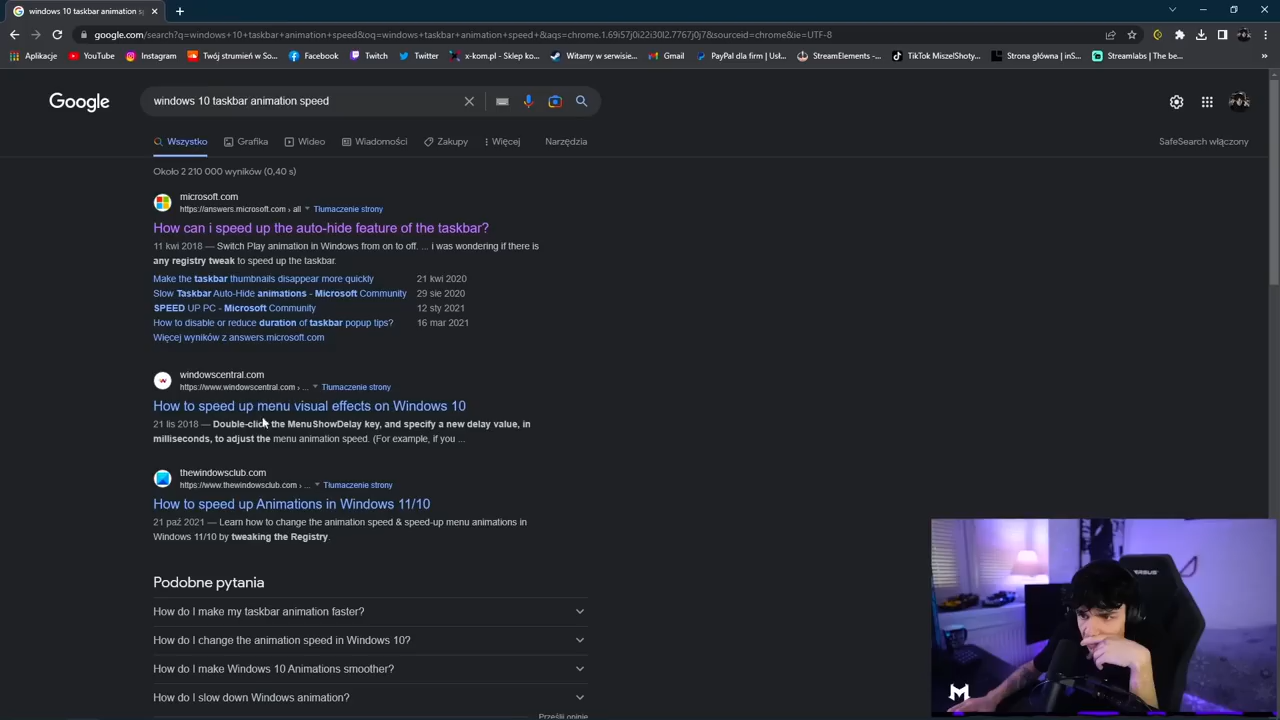 windows 10 taskbar animation sp
google.com/search?q=windows+10+taskbar+animation+speed&oq=windows+taskbar+animation+speed+&aqs=chrome.1.69i57j0i22i30l2.7767j0j7&sourceid=chrome&ie=UTF-8
Aplikacje YouTube Instagram Twój strumień w So... Facebook Twitch Twitter x-kom.pl - Sklep ko... Witamy w serwisie... Gmail PayPal dla firm | Usł... StreamElements -... TikTok MiszelShoty... Strona główna | inS... Streamlabs | The be...
Google windows 10 taskbar animation speed
Wszystko Grafika Wideo Wiadomości Zakupy Więcej Narzędzia SafeSearch włączony
Około 2 210 000 wyników (0,40 s)
microsoft.com
https://answers.microsoft.com › all Tłumaczenie strony
How can i speed up the auto-hide feature of the taskbar?
11 kwi 2018 — Switch Play animation in Windows from on to off. ... i was wondering if there is
any registry tweak to speed up the taskbar.
Make the taskbar thumbnails disappear more quickly 21 kwi 2020
Slow Taskbar Auto-Hide animations - Microsoft Community 29 sie 2020
SPEED UP PC - Microsoft Community 12 sty 2021
How to disable or reduce duration of taskbar popup tips? 16 mar 2021
Więcej wyników z answers.microsoft.com
windowscentral.com
https://www.windowscentral.com › ... Tłumaczenie strony
How to speed up menu visual effects on Windows 10
21 lis 2018 — Double-click the MenuShowDelay key, and specify a new delay value, in
milliseconds, to adjust the menu animation speed. (For example, if you ...
thewindowsclub.com
https://www.thewindowsclub.com › ... Tłumaczenie strony
How to speed up Animations in Windows 11/10
21 paź 2021 — Learn how to change the animation speed & speed-up menu animations in
Windows 11/10 by tweaking the Registry.
Podobne pytania
How do I make my taskbar animation faster?
How do I change the animation speed in Windows 10?
How do I make Windows 10 Animations smoother?
How do I slow down Windows animation?
Prześlij opinię